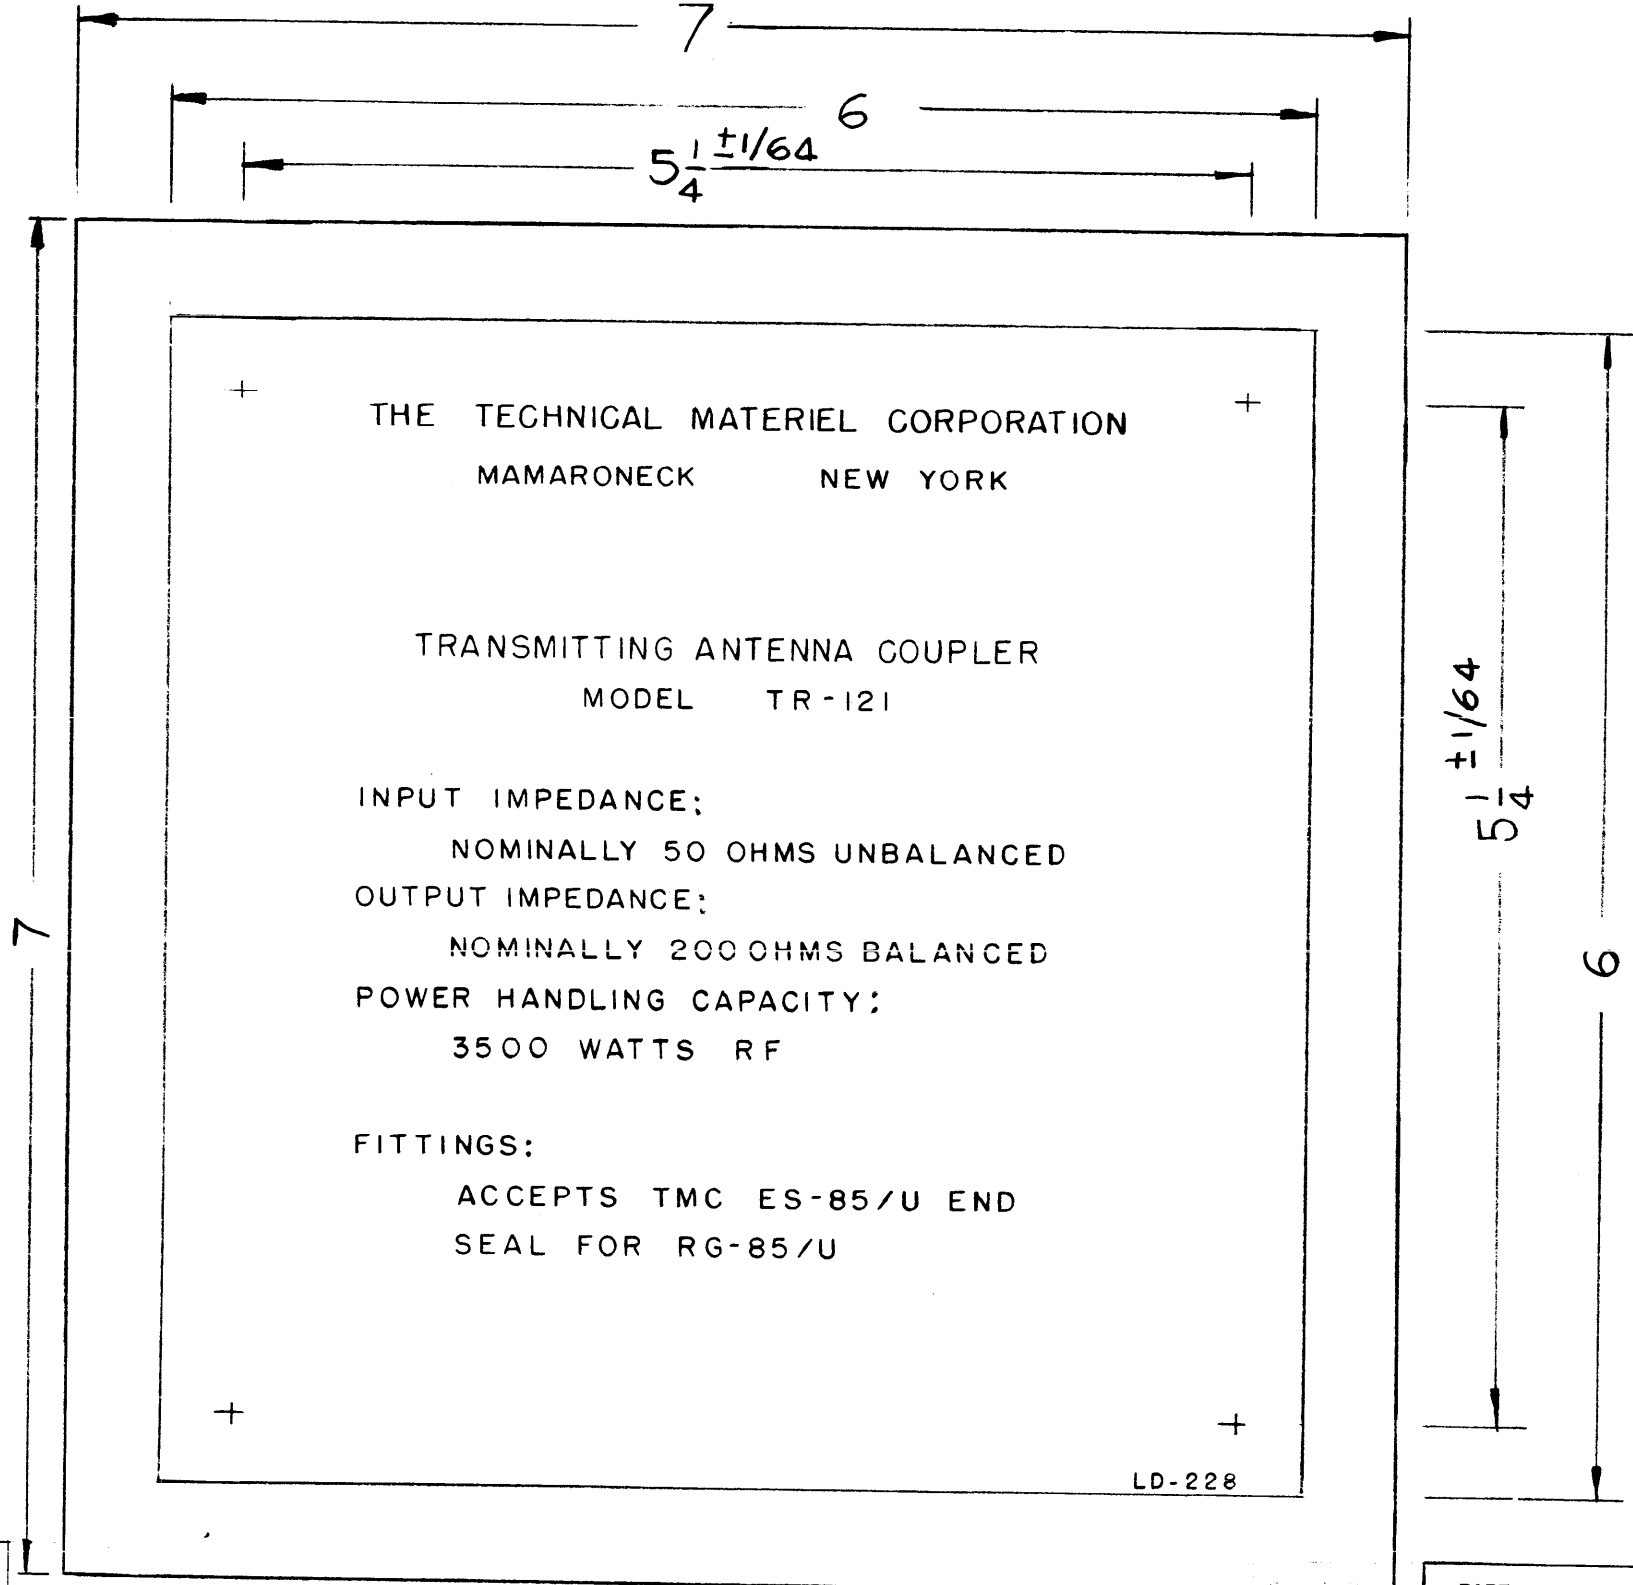 7
6
5 1/4 ±1/64
THE TECHNICAL MATERIEL CORPORATION
MAMARONECK NEW YORK
TRANSMITTING ANTENNA COUPLER
MODEL TR-121
INPUT IMPEDANCE:
NOMINALLY 50 OHMS UNBALANCED
OUTPUT IMPEDANCE:
NOMINALLY 200 OHMS BALANCED
POWER HANDLING CAPACITY:
3500 WATTS RF
FITTINGS:
ACCEPTS TMC ES-85/U END
SEAL FOR RG-85/U
LD-228
7
5 1/4 ±1/64
6